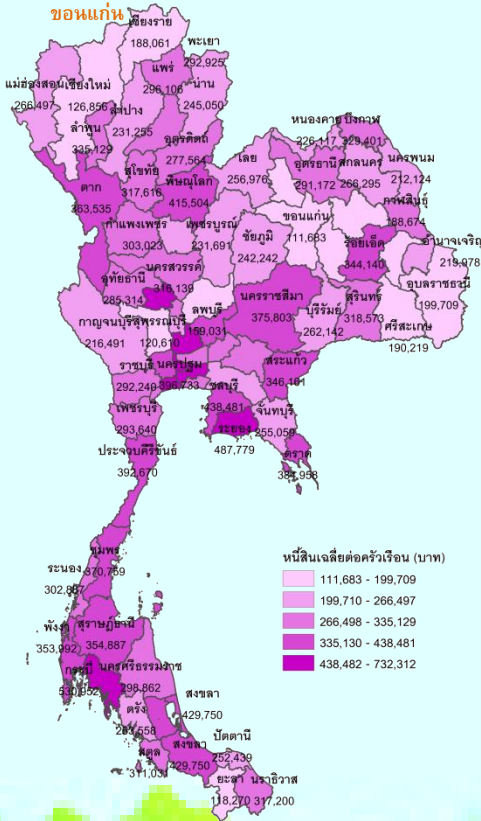 ขอนแก่น
เชียงราย
188,061
พะเยา
292,925
แพร่
296,106
น่าน
245,050
แม่ฮ่องสอน
266,497
เชียงใหม่
126,856
ลำปาง
231,255
ลำพูน
335,129
อุตรดิตถ์
277,564
หนองคาย
226,117
บึงกาฬ
329,401
เลย
256,976
อุดรธานี
291,172
สกลนคร
266,295
นครพนม
212,124
ตาก
363,535
สุโขทัย
317,616
พิษณุโลก
415,504
กาฬสินธุ์
188,674
ขอนแก่น
111,683
กำแพงเพชร
303,023
เพชรบูรณ์
231,691
ชัยภูมิ
242,242
ร้อยเอ็ด
344,140
อำนาจเจริญ
219,078
อุบลราชธานี
199,709
นครสวรรค์
316,139
อุทัยธานี
285,314
ลพบุรี
159,031
นครราชสีมา
375,803
บุรีรัมย์
262,142
สุรินทร์
318,573
ศรีสะเกษ
190,219
กาญจนบุรี
216,491
สุพรรณบุรี
120,610
ราชบุรี
292,249
นครปฐม
396,733
สระแก้ว
346,101
ชลบุรี
438,481
เพชรบุรี
293,640
ระยอง
487,779
จันทบุรี
255,059
ประจวบคีรีขันธ์
392,670
ตราด
381,958
ชุมพร
370,759
ระนอง
302,887
หนี้สินเฉลี่ยต่อครัวเรือน (บาท)
111,683 - 199,709
199,710 - 266,497
266,498 - 335,129
335,130 - 438,481
438,482 - 732,312
พังงา
353,992
สุราษฎร์ธานี
354,887
กระบี่
530,952
นครศรีธรรมราช
298,862
สงขลา
429,750
ตรัง
สตูล
311,031
สงขลา
429,750
ปัตตานี
252,439
ยะลา
118,270
นราธิวาส
317,200